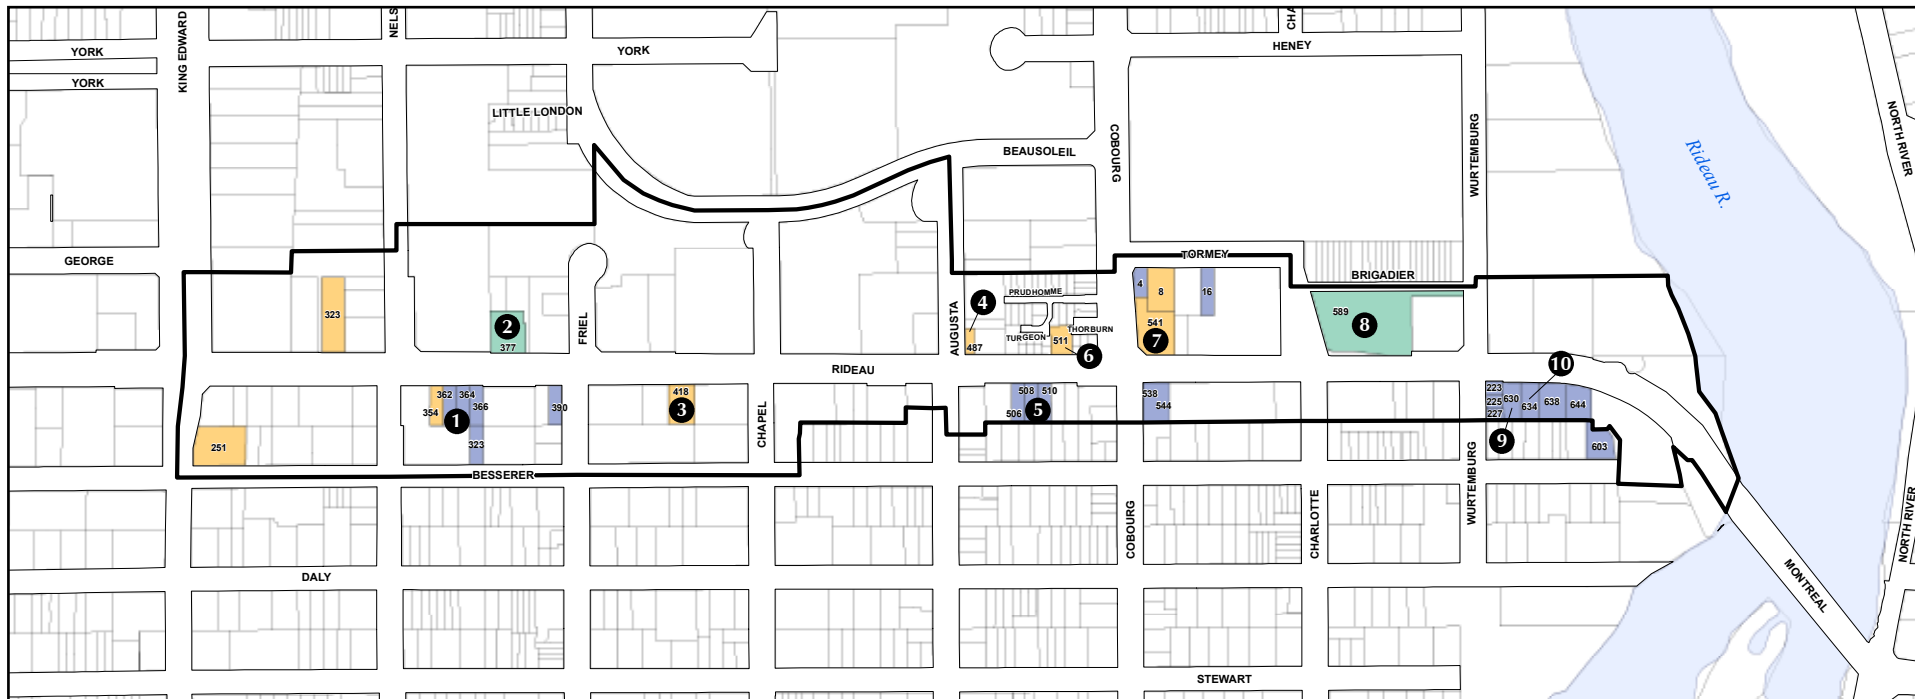 KING EDWARD
NELS
YORK
YORK
YORK
CHA
HENEY
LITTLE LONDON
COBOURG
BEAUSOLEIL
WURTEMBURG
Rideau R.
NORTH RIVER
GEORGE
TORMEY
BRIGADIER
323
2
377
FRIEL
AUGUSTA
4
487
PRUDHOMME
THORBURN
TURGEON
511
6
4
8
16
541
7
589
8
RIDEAU
10
251
354
362
364
366
1
323
390
418
3
CHAPEL
508
510
506
5
538
544
223
225
227
630
634
638
644
9
603
BESSERER
COBOURG
CHARLOTTE
WURTEMBURG
NORTH RIVER
DALY
MONTREAL
STEWART